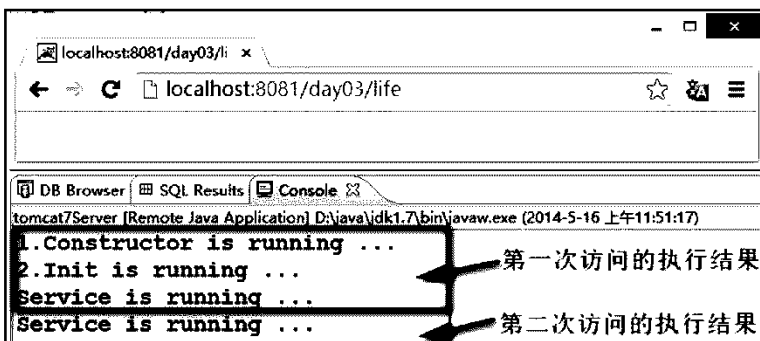 localhost:8081/day03/li ×
localhost:8081/day03/life
DB Browser SQL Results Console
tomcat7Server [Remote Java Application] D:\java\jdk1.7\bin\javaw.exe (2014-5-16 上午11:51:17)
1.Constructor is running ...
2.Init is running ...
第一次访问的执行结果
Service is running ...
Service is running ...
第二次访问的执行结果